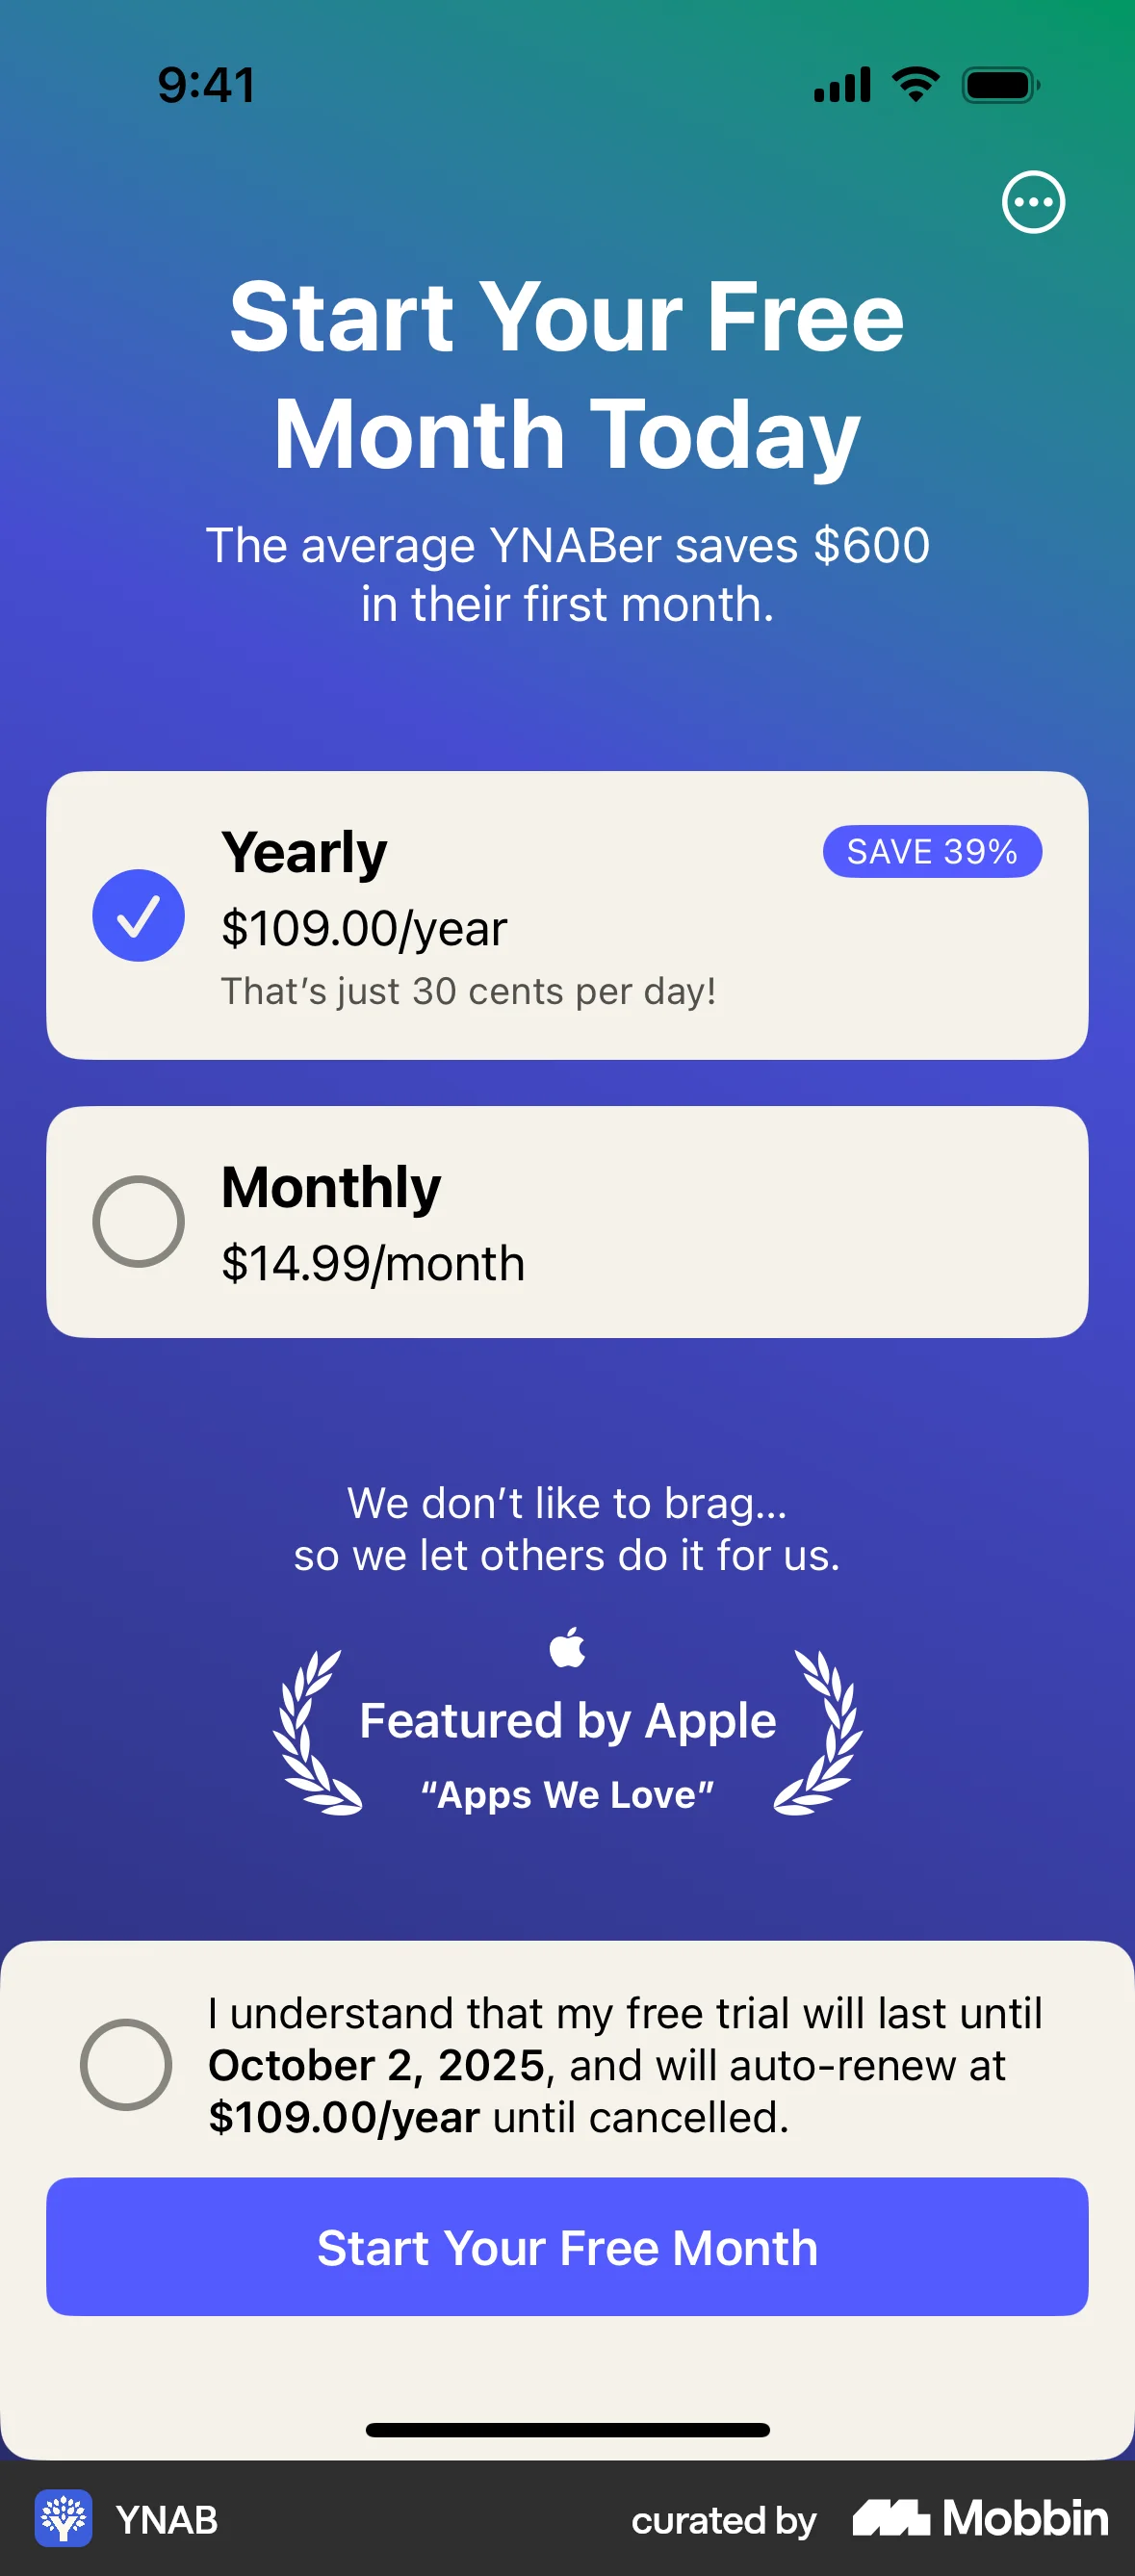 9:41
Start Your Free
Month Today
The average YNABer saves $600
in their first month.
Yearly
SAVE 39%
$109.00/year
That’s just 30 cents per day!
Monthly
$14.99/month
We don’t like to brag...
so we let others do it for us.
Featured by Apple
“Apps We Love”
I understand that my free trial will last until
October 2, 2025, and will auto-renew at
$109.00/year until cancelled.
Start Your Free Month
YNAB
curated by Mobbin